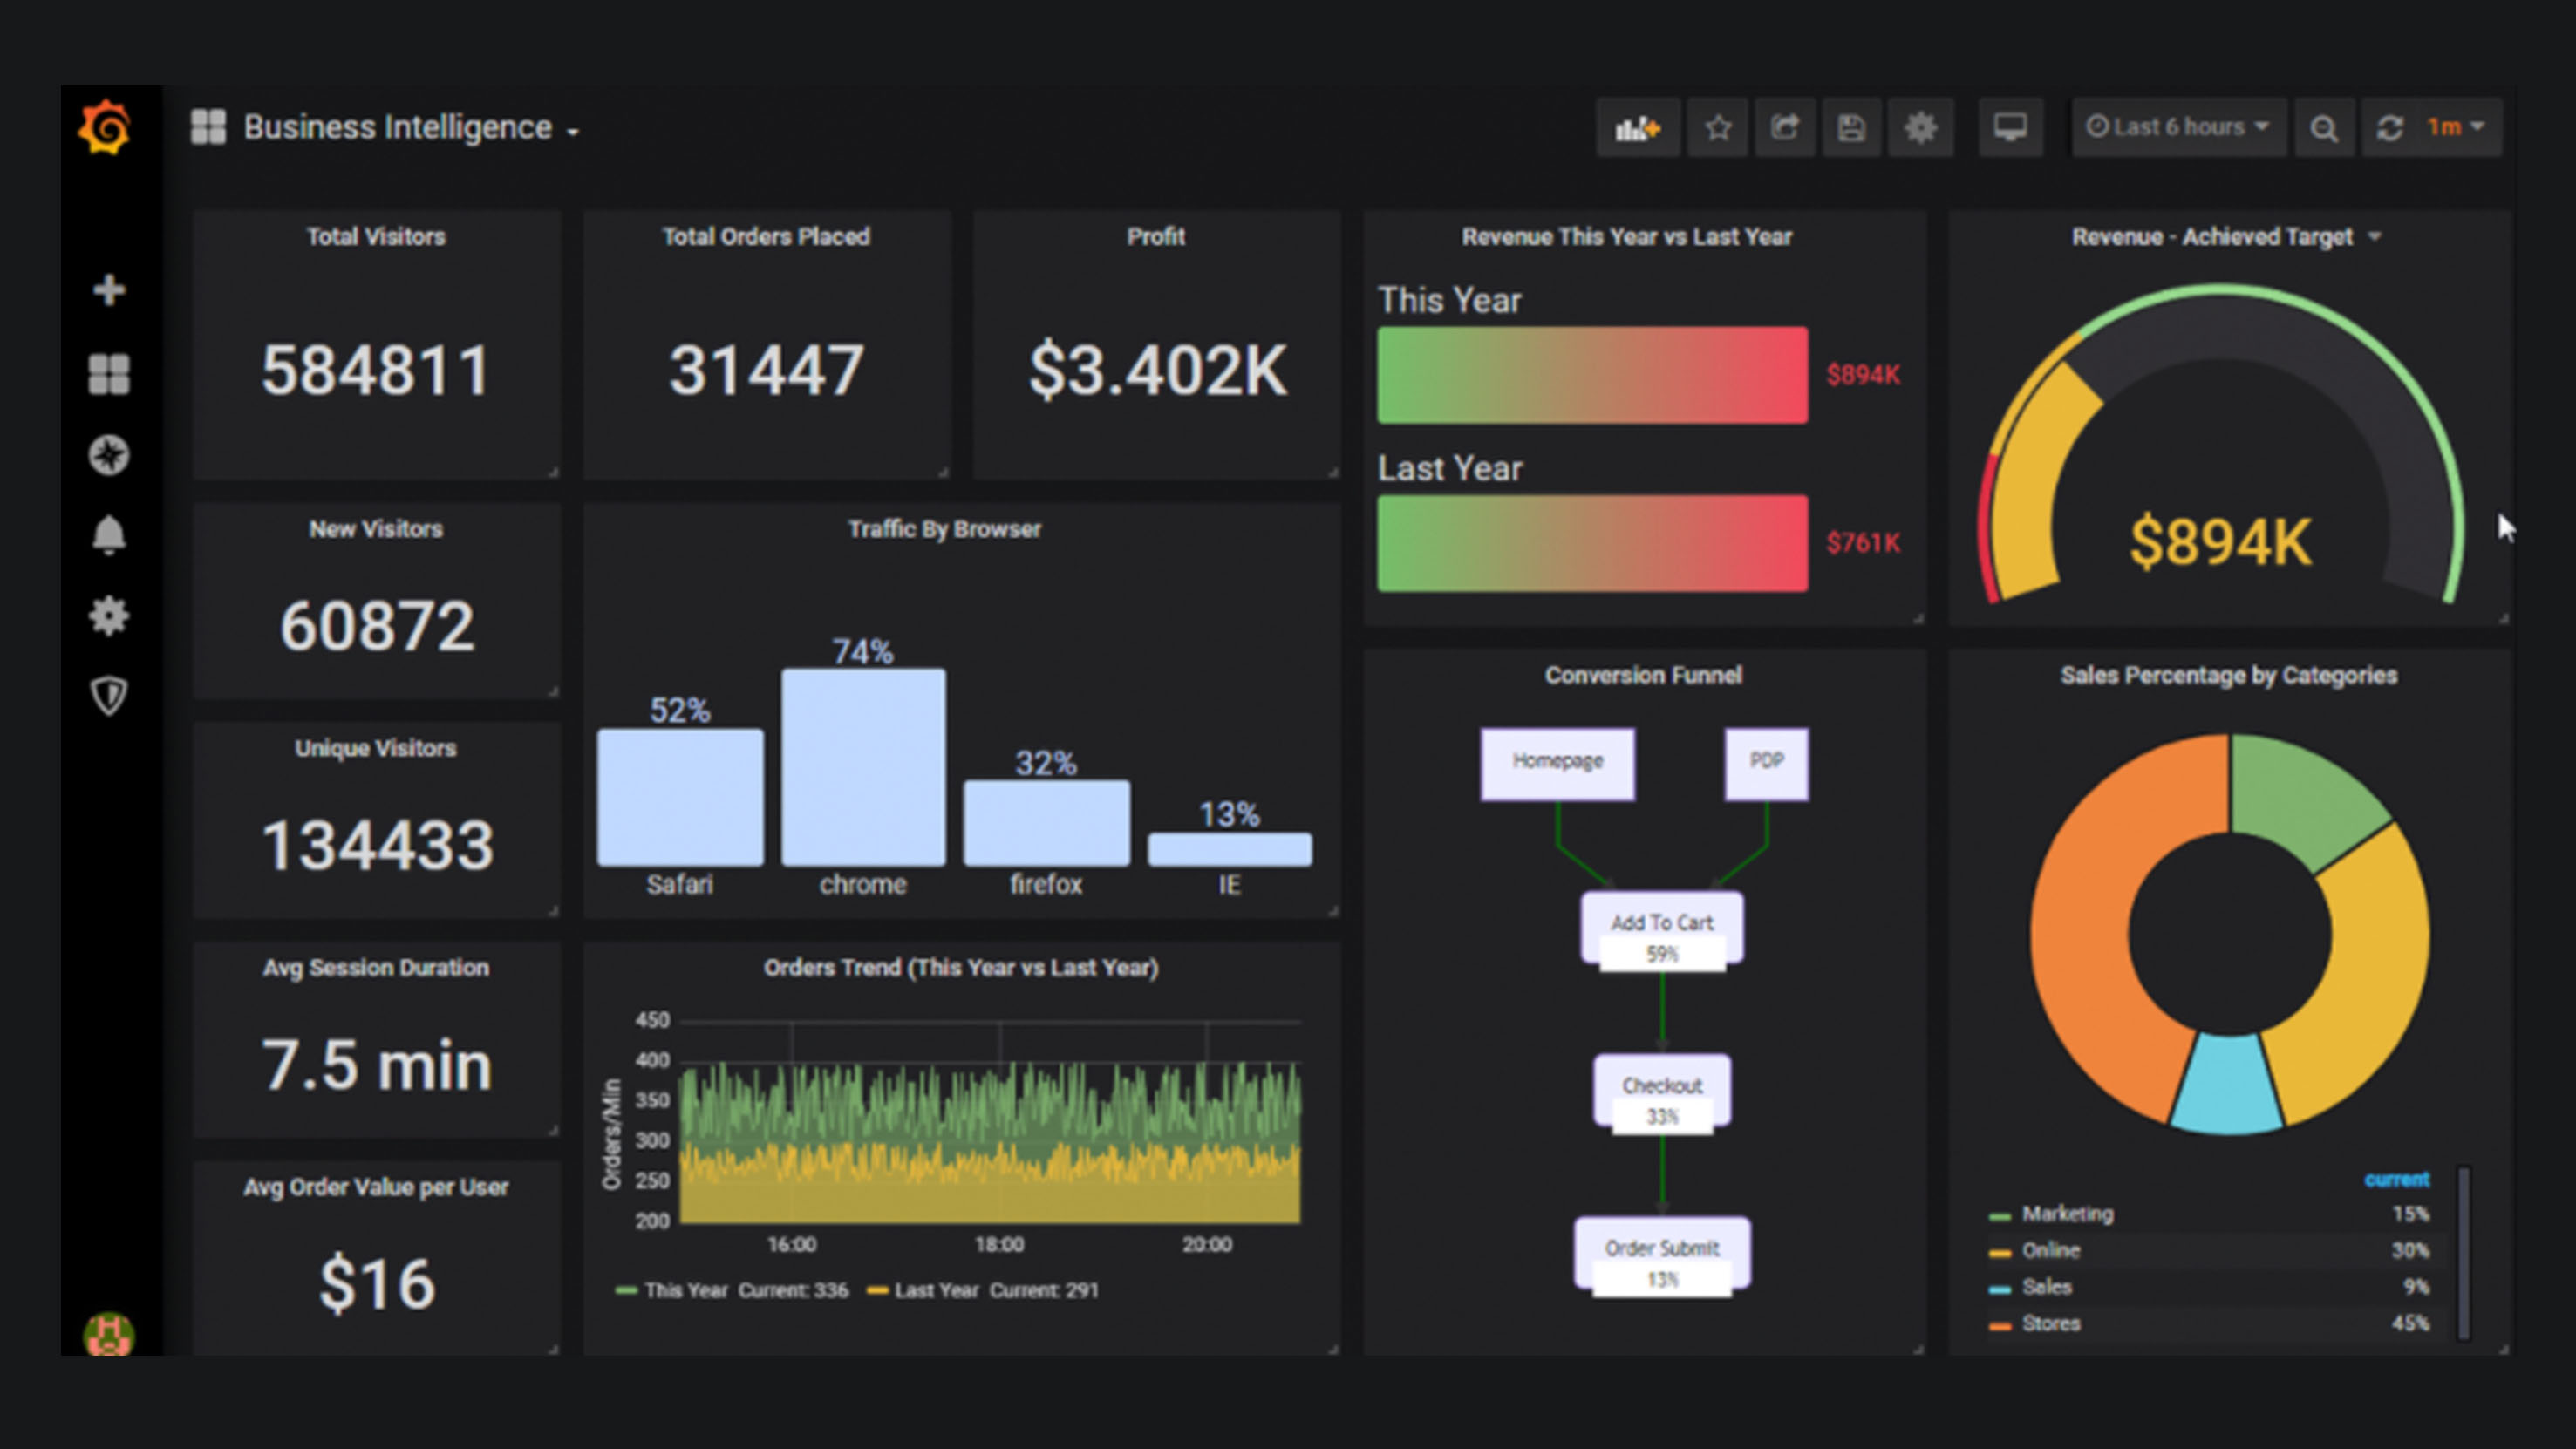 Business Intelligence
Last 6 hours
1m
Total Visitors
584811
Total Orders Placed
31447
Profit
$3.402K
Revenue This Year vs Last Year
This Year
$894K
Last Year
$761K
Revenue - Achieved Target
$894K
New Visitors
60872
Unique Visitors
134433
Avg Session Duration
7.5 min
Avg Order Value per User
$16
Traffic By Browser
52%
74%
32%
13%
Safari
chrome
firefox
IE
Orders Trend (This Year vs Last Year)
Orders/Min
450
400
350
300
250
200
16:00
18:00
20:00
This Year Current: 336
Last Year Current: 291
Conversion Funnel
Homepage
PDP
Add To Cart
59%
Checkout
33%
Order Submit
13%
Sales Percentage by Categories
current
Marketing 15%
Online 30%
Sales 9%
Stores 45%